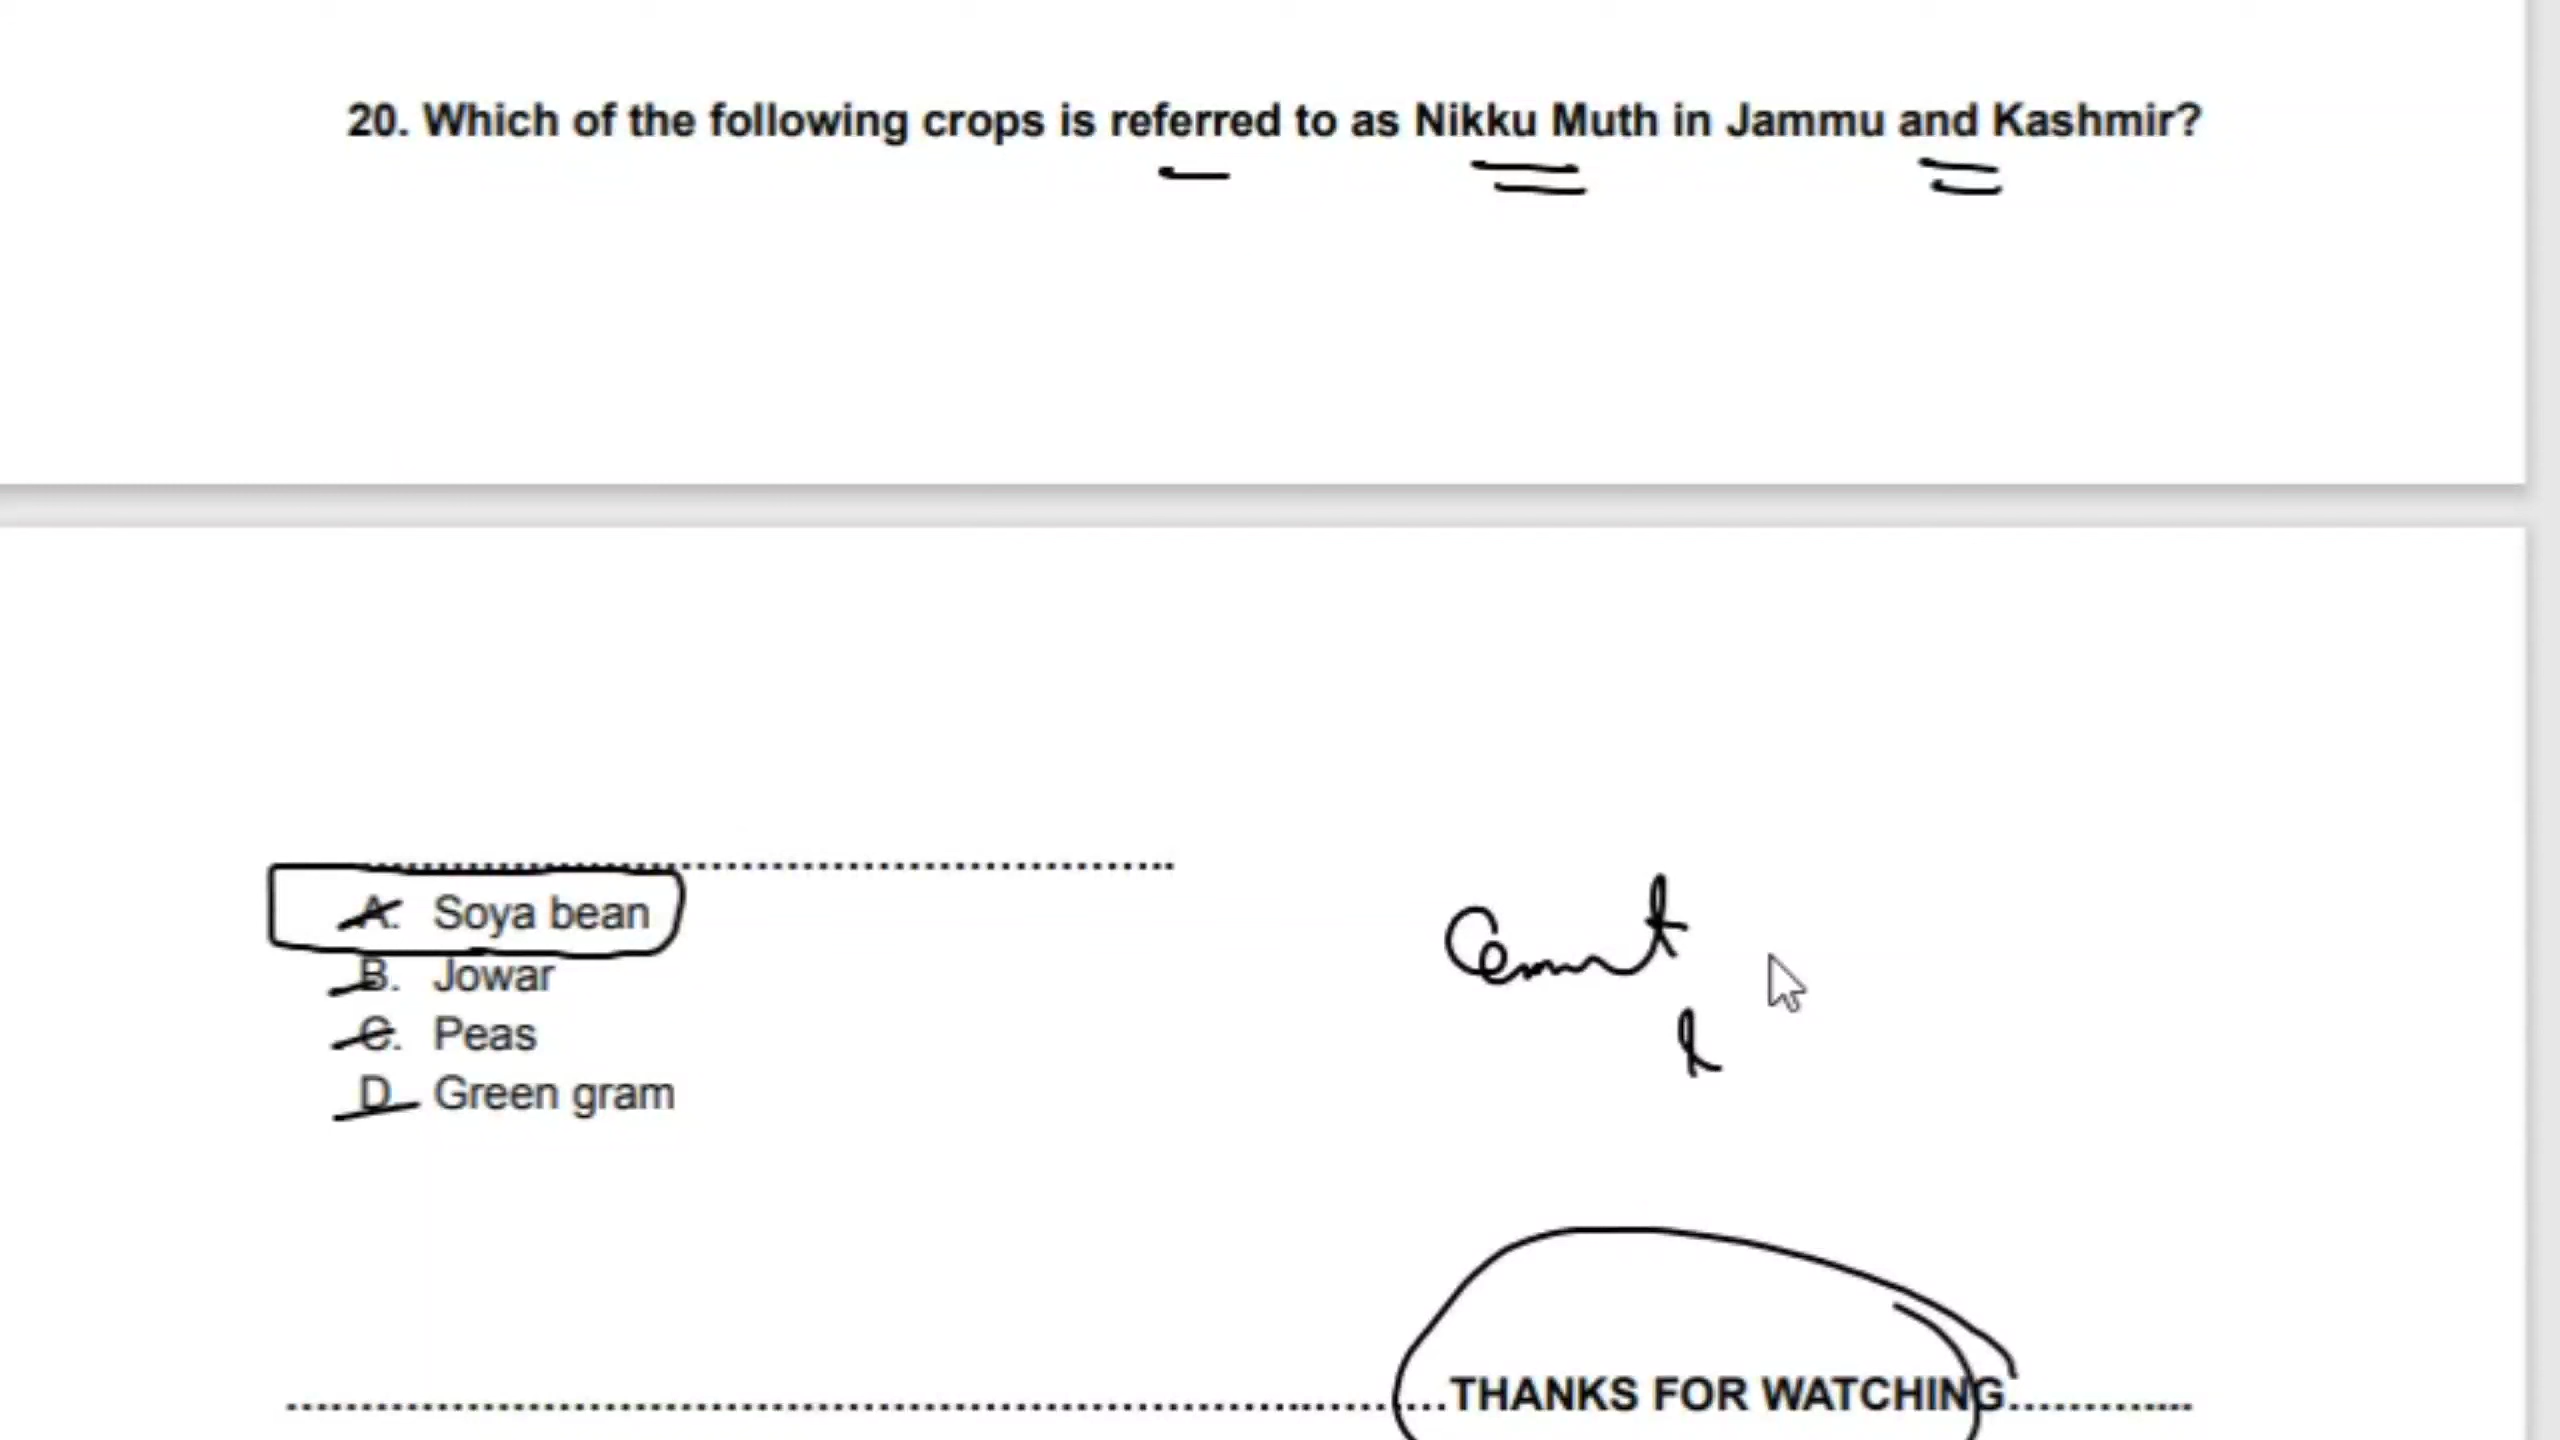 20. Which of the following crops is referred to as Nikku Muth in Jammu and Kashmir?
A. Soya bean
B. Jowar
C. Peas
D. Green gram
THANKS FOR WATCHING